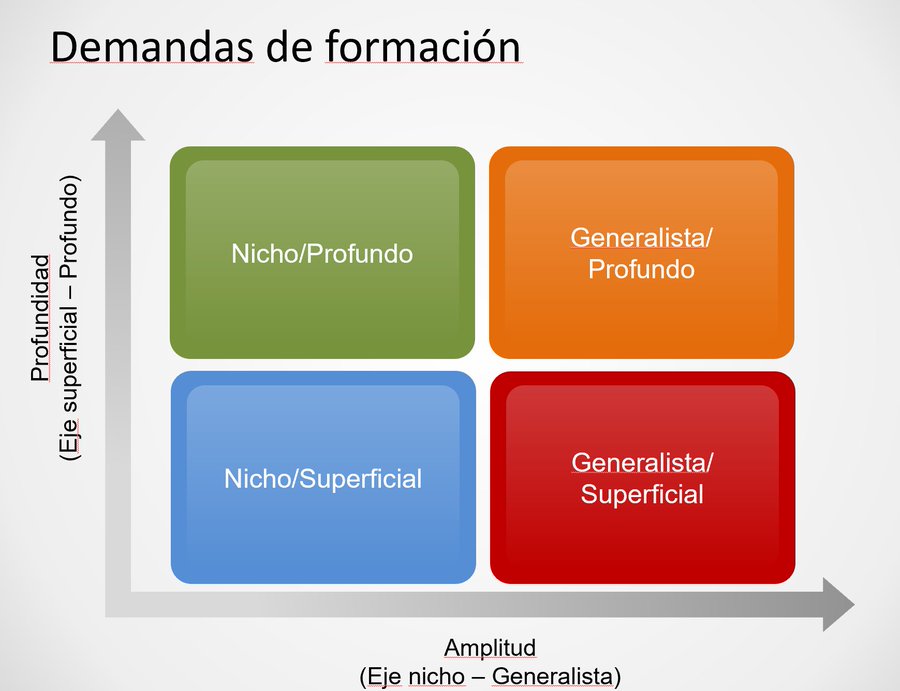 Demandas de formación
Profundidad
(Eje superficial – Profundo)
Nicho/Profundo
Generalista/
Profundo
Nicho/Superficial
Generalista/
Superficial
Amplitud
(Eje nicho – Generalista)